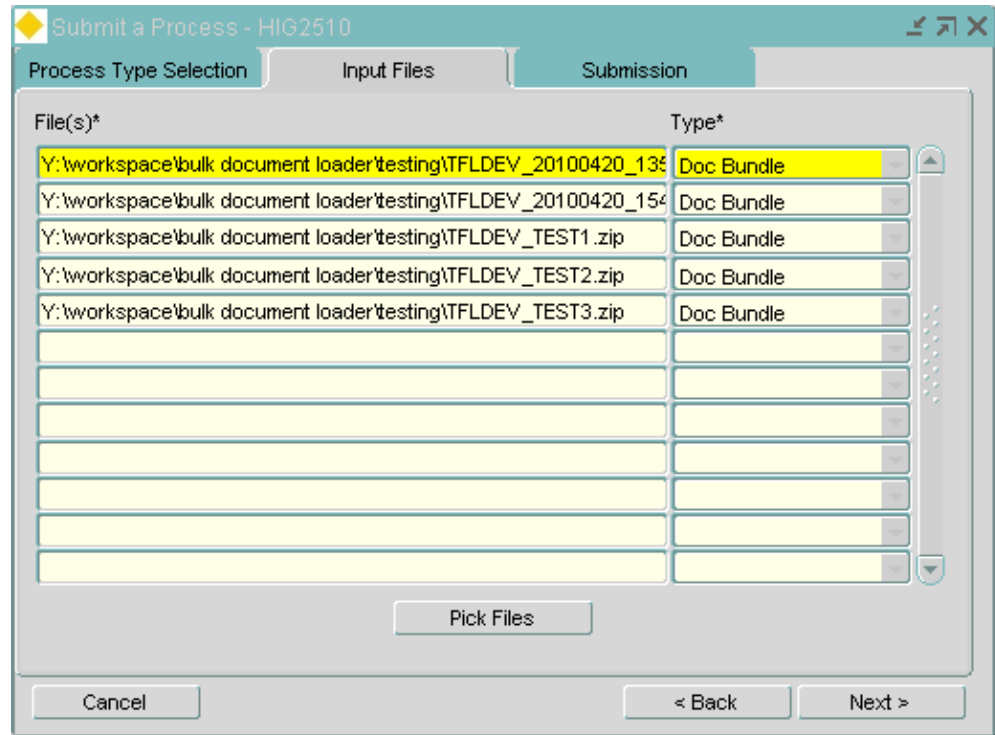 Submit a Process - HIG2510
Process Type Selection Input Files Submission
File(s)* Type*
Y:\workspace\bulk document loader\testing\TFLDEV_20100420_135 Doc Bundle
Y:\workspace\bulk document loader\testing\TFLDEV_20100420_154 Doc Bundle
Y:\workspace\bulk document loader\testing\TFLDEV_TEST1.zip Doc Bundle
Y:\workspace\bulk document loader\testing\TFLDEV_TEST2.zip Doc Bundle
Y:\workspace\bulk document loader\testing\TFLDEV_TEST3.zip Doc Bundle
Pick Files
Cancel < Back Next >